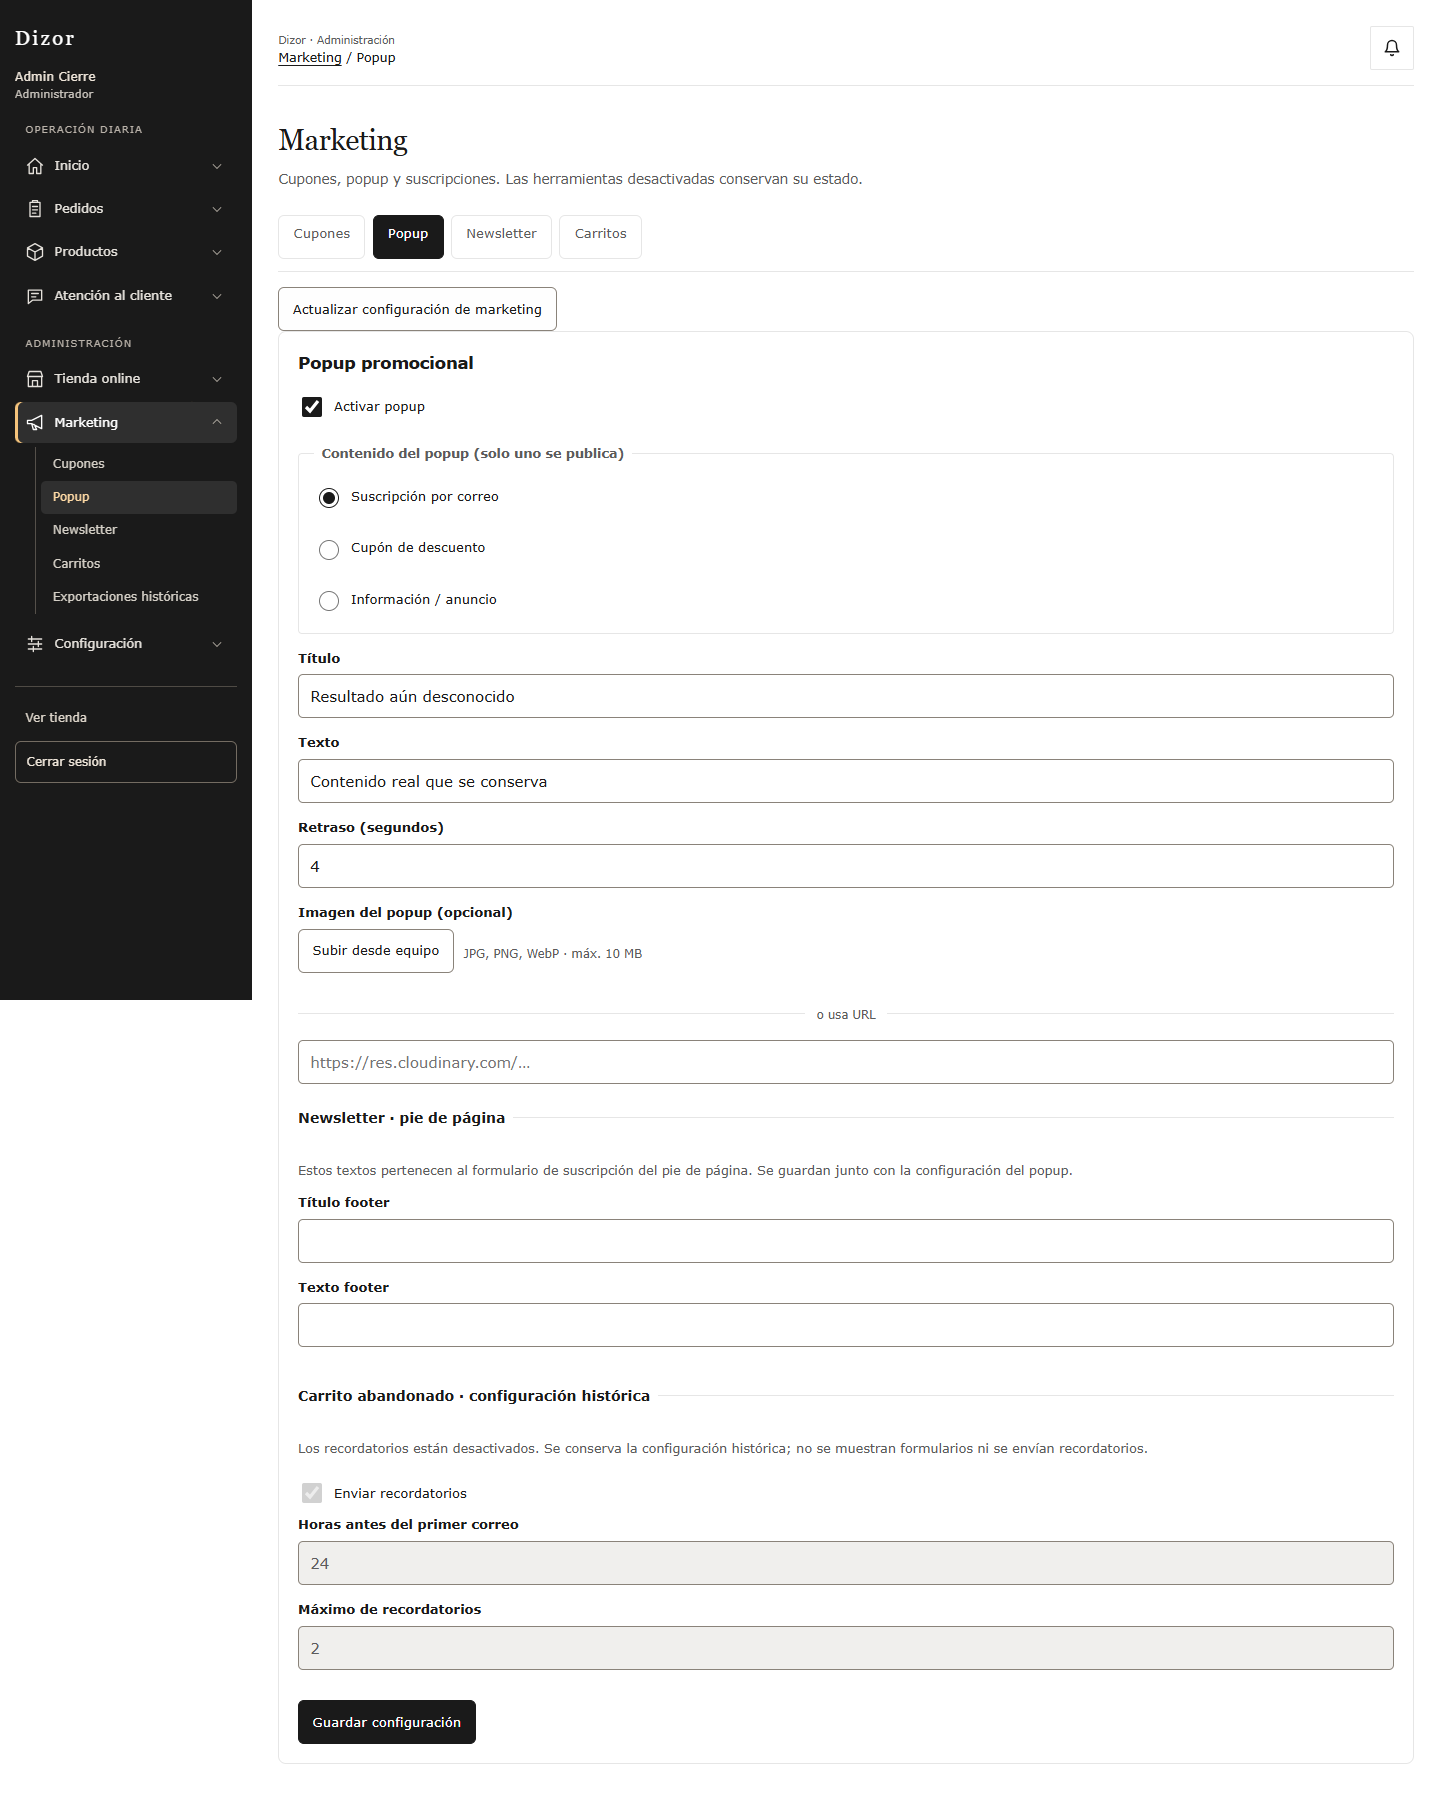 Dizor
Admin Cierre
Administrador
OPERACIÓN DIARIA
Inicio
Pedidos
Productos
Atención al cliente
ADMINISTRACIÓN
Tienda online
Marketing
Cupones
Popup
Newsletter
Carritos
Exportaciones históricas
Configuración
Ver tienda
Cerrar sesión
Dizor · Administración
Marketing / Popup
Marketing
Cupones, popup y suscripciones. Las herramientas desactivadas conservan su estado.
Cupones
Popup
Newsletter
Carritos
Actualizar configuración de marketing
Popup promocional
Activar popup
Contenido del popup (solo uno se publica)
Suscripción por correo
Cupón de descuento
Información / anuncio
Título
Resultado aún desconocido
Texto
Contenido real que se conserva
Retraso (segundos)
4
Imagen del popup (opcional)
Subir desde equipo
JPG, PNG, WebP · máx. 10 MB
o usa URL
https://res.cloudinary.com/...
Newsletter · pie de página
Estos textos pertenecen al formulario de suscripción del pie de página. Se guardan junto con la configuración del popup.
Título footer
Texto footer
Carrito abandonado · configuración histórica
Los recordatorios están desactivados. Se conserva la configuración histórica; no se muestran formularios ni se envían recordatorios.
Enviar recordatorios
Horas antes del primer correo
24
Máximo de recordatorios
2
Guardar configuración